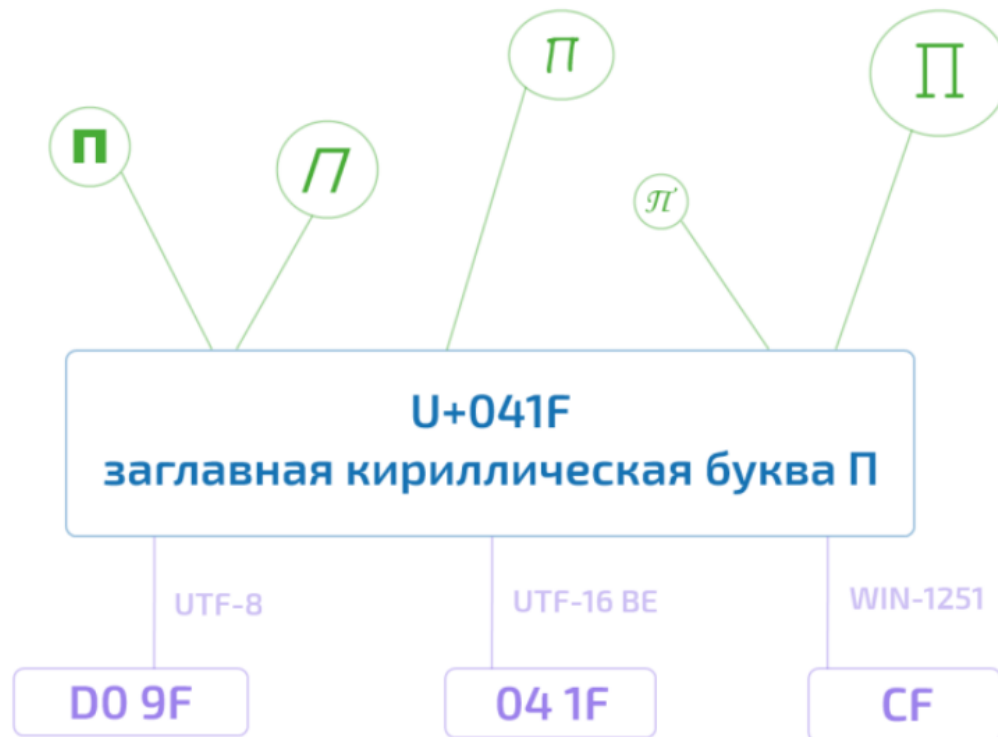 П
П
П
П
П
U+041F
заглавная кириллическая буква П
UTF-8
UTF-16 BE
WIN-1251
D0 9F
04 1F
CF